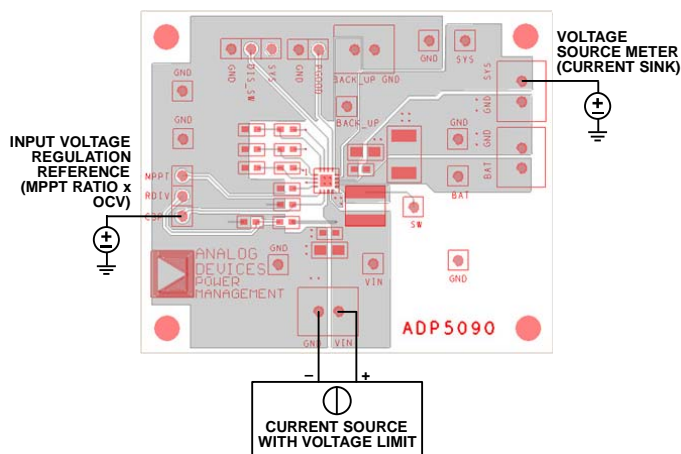 VOLTAGE
SOURCE METER
(CURRENT SINK)
GND
DIS_SW
SYS
GND
PGOOD
BACK_UP GND
GND
SYS
SYS
GND
GND
BACK_UP
GND
GND
GND
BAT
BAT
INPUT VOLTAGE
REGULATION
REFERENCE
(MPPT RATIO x
OCV)
MPPT
RDIV
CBP
SW
ANALOG
DEVICES
POWER
MANAGEMENT
GND
VIN
GND
GND
VIN
ADP5090
– +
CURRENT SOURCE
WITH VOLTAGE LIMIT